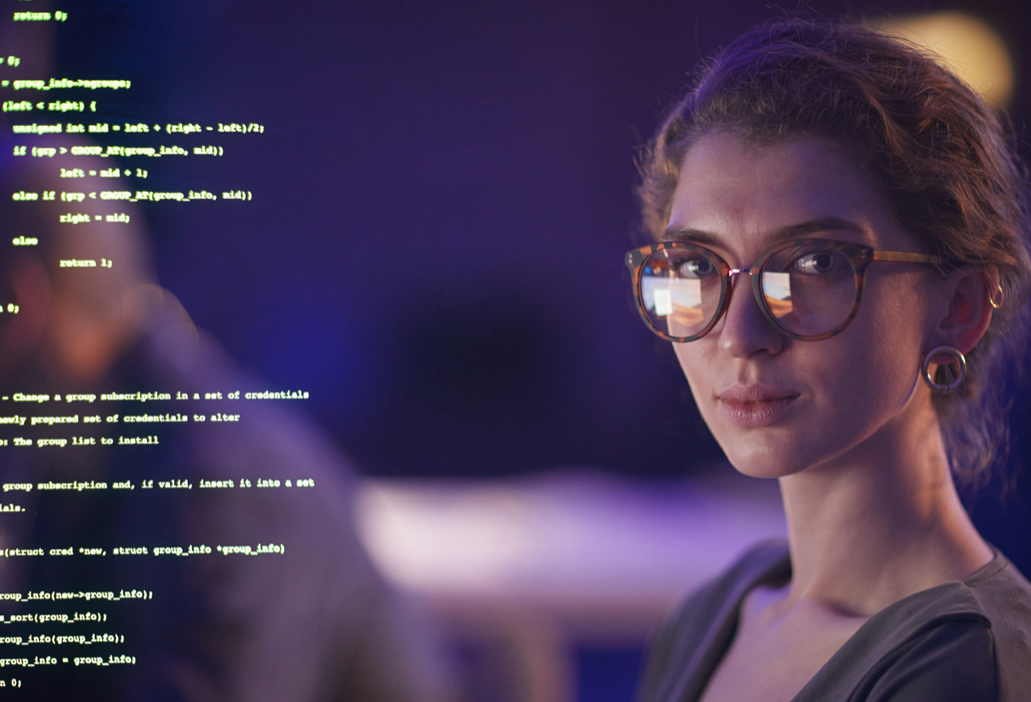 return 0;
= group_info->ngroups;
(left < right) {
unsigned int mid = left + (right - left)/2;
if (grp > GROUP_AT(group_info, mid))
left = mid + 1;
else if (grp < GROUP_AT(group_info, mid))
right = mid;
else
return 1;
0;
- Change a group subscription in a set of credentials
newly prepared set of credentials to alter
: The group list to install
group subscription and, if valid, insert it into a set
(struct cred *new, struct group_info *group_info)
group_info(new->group_info);
s_sort(group_info);
group_info(group_info);
group_info = group_info;
0;